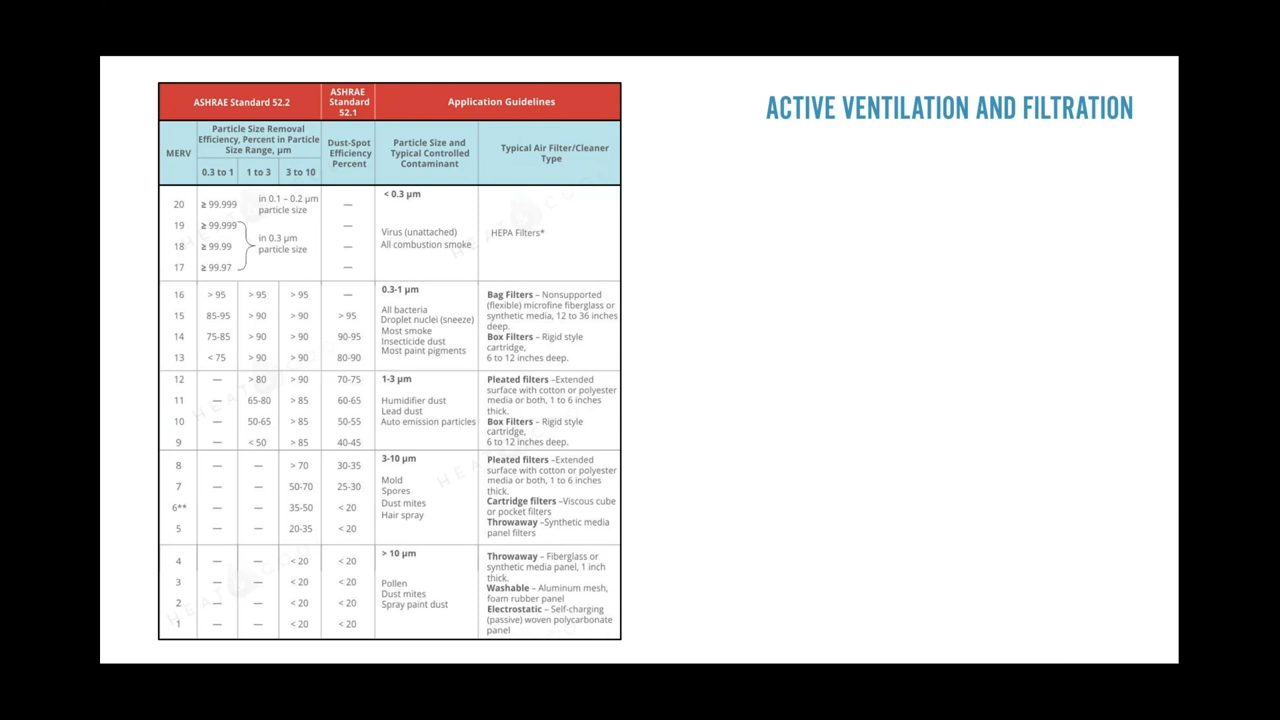 ACTIVE VENTILATION AND FILTRATION
ASHRAE Standard 52.2
ASHRAE
Standard
52.1
Application Guidelines
MERV
Particle Size Removal
Efficiency, Percent in Particle
Size Range, μm
0.3 to 1 1 to 3 3 to 10
Dust-Spot
Efficiency
Percent
Particle Size and
Typical Controlled
Contaminant
Typical Air Filter/Cleaner
Type
20 ≥ 99.999 in 0.1 – 0.2 μm particle size —
19 ≥ 99.999 —
18 ≥ 99.99 —
17 ≥ 99.97 —
in 0.3 μm
particle size
< 0.3 μm
Virus (unattached)
All combustion smoke
HEPA Filters*
16 > 95 > 95 > 95 —
15 85-95 > 90 > 90 > 95
14 75-85 > 90 > 90 90-95
13 < 75 > 90 > 90 80-90
0.3-1 μm
All bacteria
Droplet nuclei (sneeze)
Most smoke
Insecticide dust
Most paint pigments
Bag Filters – Nonsupported
(flexible) microfine fiberglass or
synthetic media, 12 to 36 inches
deep.
Box Filters – Rigid style
cartridge,
6 to 12 inches deep.
12 — > 80 > 90 70-75
11 — 65-80 > 85 60-65
10 — 50-65 > 85 50-55
9 — < 50 > 85 40-45
1-3 μm
Humidifier dust
Lead dust
Auto emission particles
Pleated filters –Extended
surface with cotton or polyester
media or both, 1 to 6 inches
thick.
Box Filters – Rigid style
cartridge,
6 to 12 inches deep.
8 — — > 70 30-35
7 — — 50-70 25-30
6** — — 35-50 < 20
5 — — 20-35 < 20
3-10 μm
Mold
Spores
Dust mites
Hair spray
Pleated filters –Extended
surface with cotton or polyester
media or both, 1 to 6 inches
thick.
Cartridge filters –Viscous cube
or pocket filters
Throwaway –Synthetic media
panel filters
4 — — < 20 < 20
3 — — < 20 < 20
2 — — < 20 < 20
1 — — < 20 < 20
> 10 μm
Pollen
Dust mites
Spray paint dust
Throwaway – Fiberglass or
synthetic media panel, 1 inch
thick.
Washable – Aluminum mesh,
foam rubber panel
Electrostatic – Self-charging
(passive) woven polycarbonate
panel